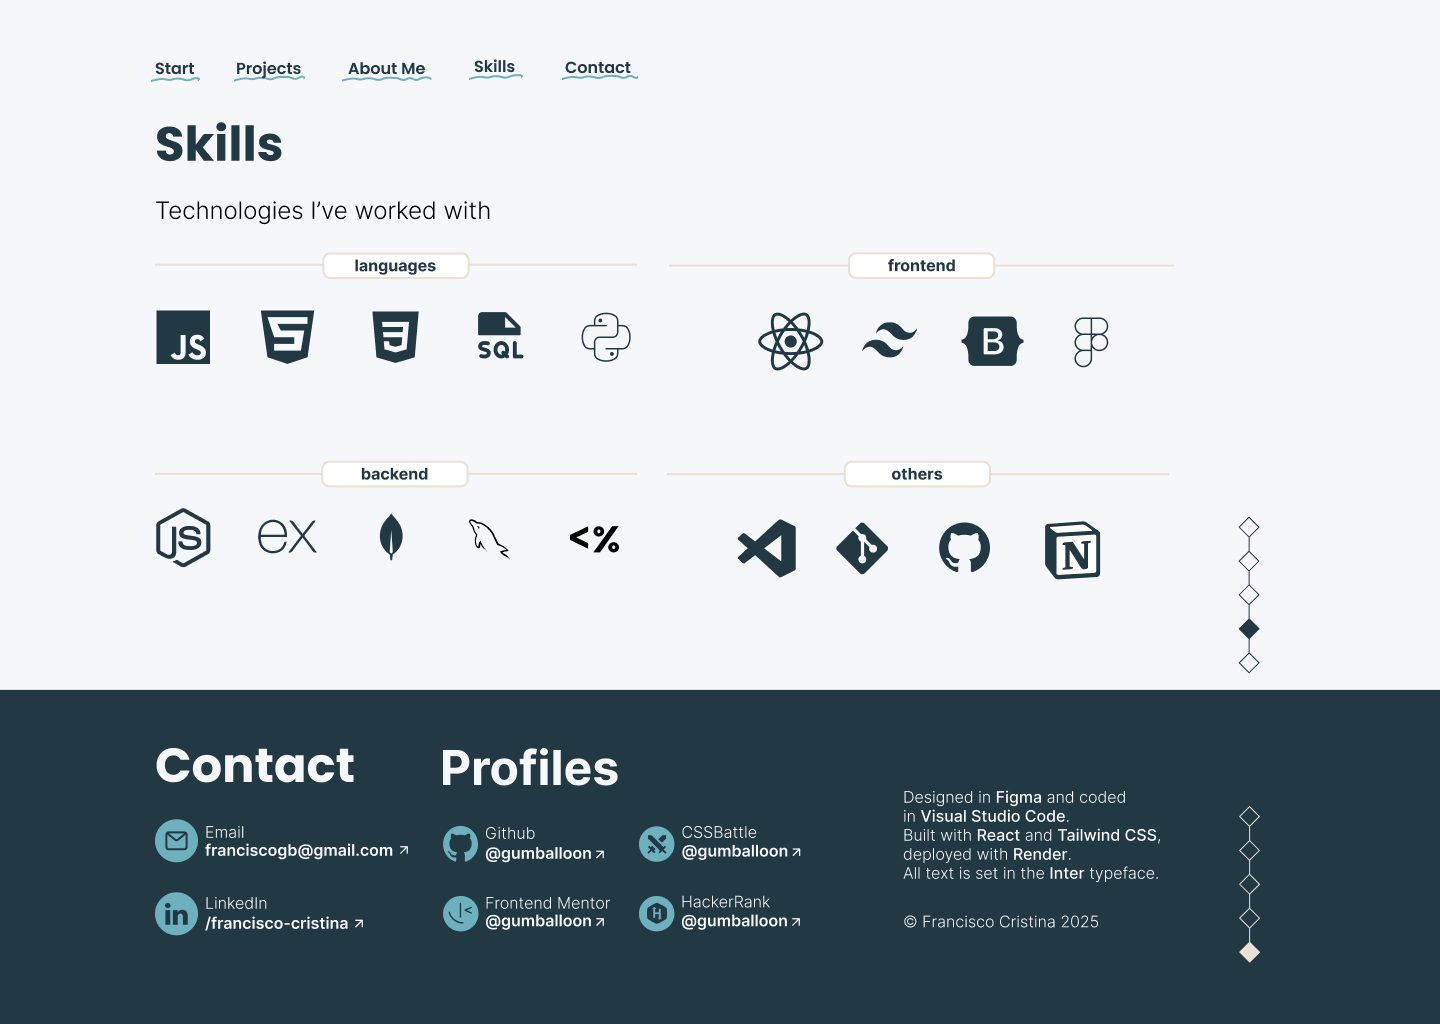 Start Projects About Me Skills Contact
Skills
Technologies I’ve worked with
languages
frontend
JS
SQL
B
backend
others
JS
ex
<%
N
Contact
Email
franciscogb@gmail.com
LinkedIn
/francisco-cristina
in
Profiles
Github
@gumballoon
CSSBattle
@gumballoon
Frontend Mentor
@gumballoon
HackerRank
@gumballoon
H
Designed in Figma and coded
in Visual Studio Code.
Built with React and Tailwind CSS,
deployed with Render.
All text is set in the Inter typeface.
© Francisco Cristina 2025